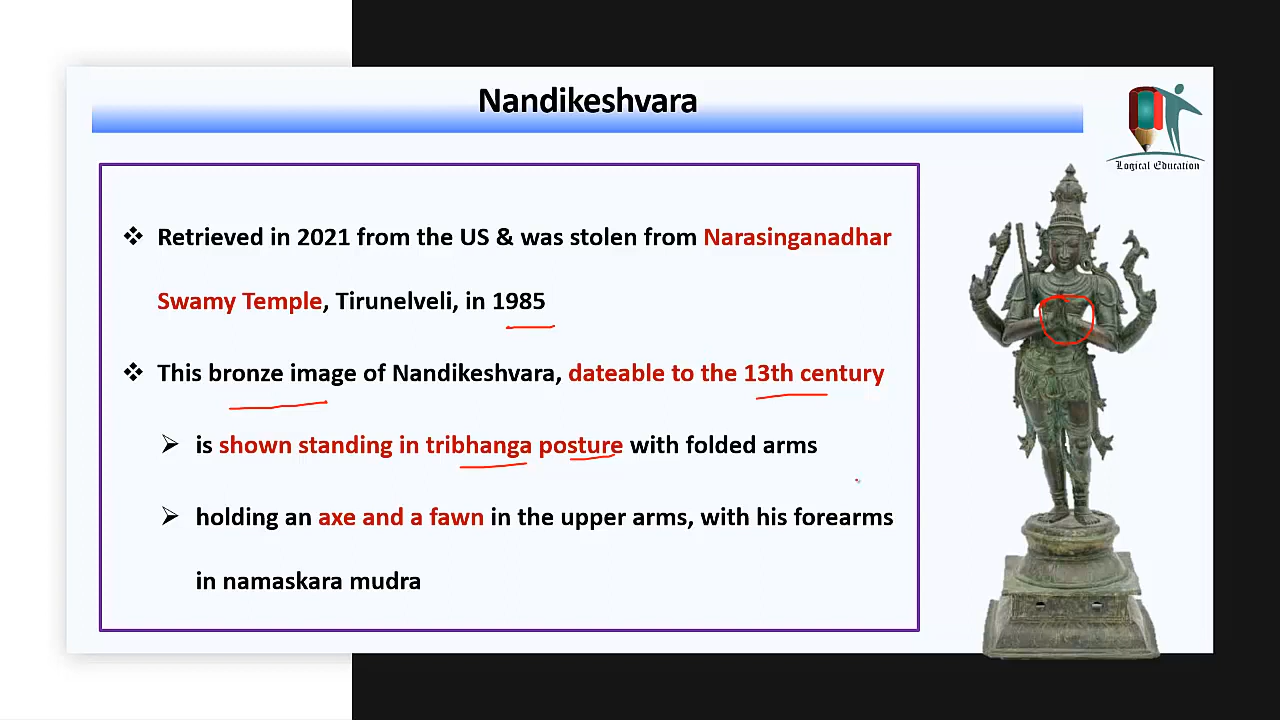 Nandikeshvara
Logical Education
❖ Retrieved in 2021 from the US & was stolen from Narasinganadhar
Swamy Temple, Tirunelveli, in 1985
❖ This bronze image of Nandikeshvara, dateable to the 13th century
➢ is shown standing in tribhanga posture with folded arms
➢ holding an axe and a fawn in the upper arms, with his forearms
in namaskara mudra